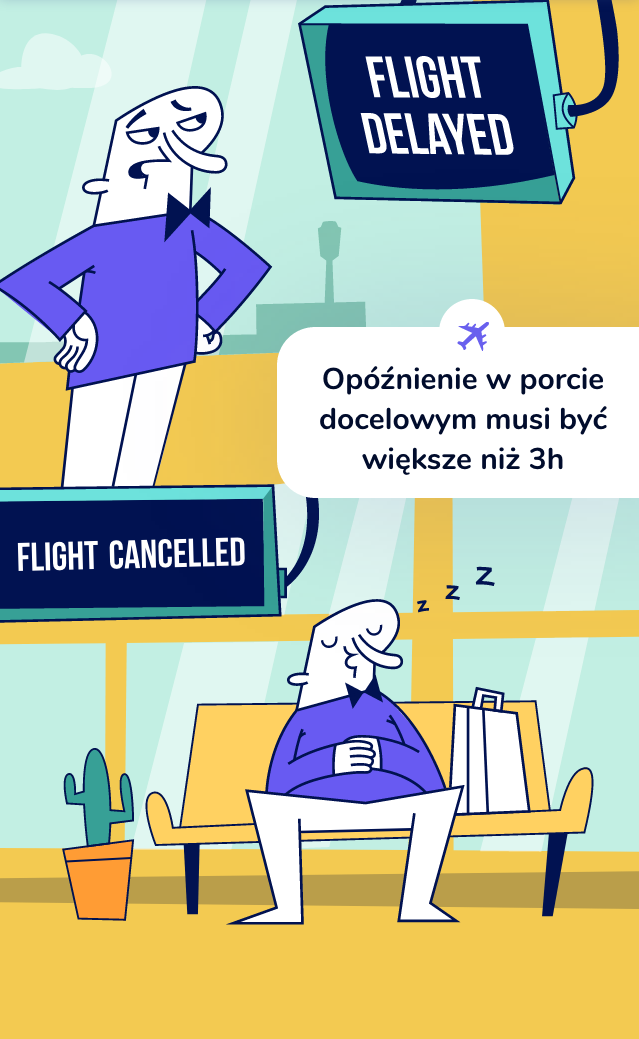 FLIGHT
DELAYED
Opóźnienie w porcie
docelowym musi być
większe niż 3h
FLIGHT CANCELLED
z z z